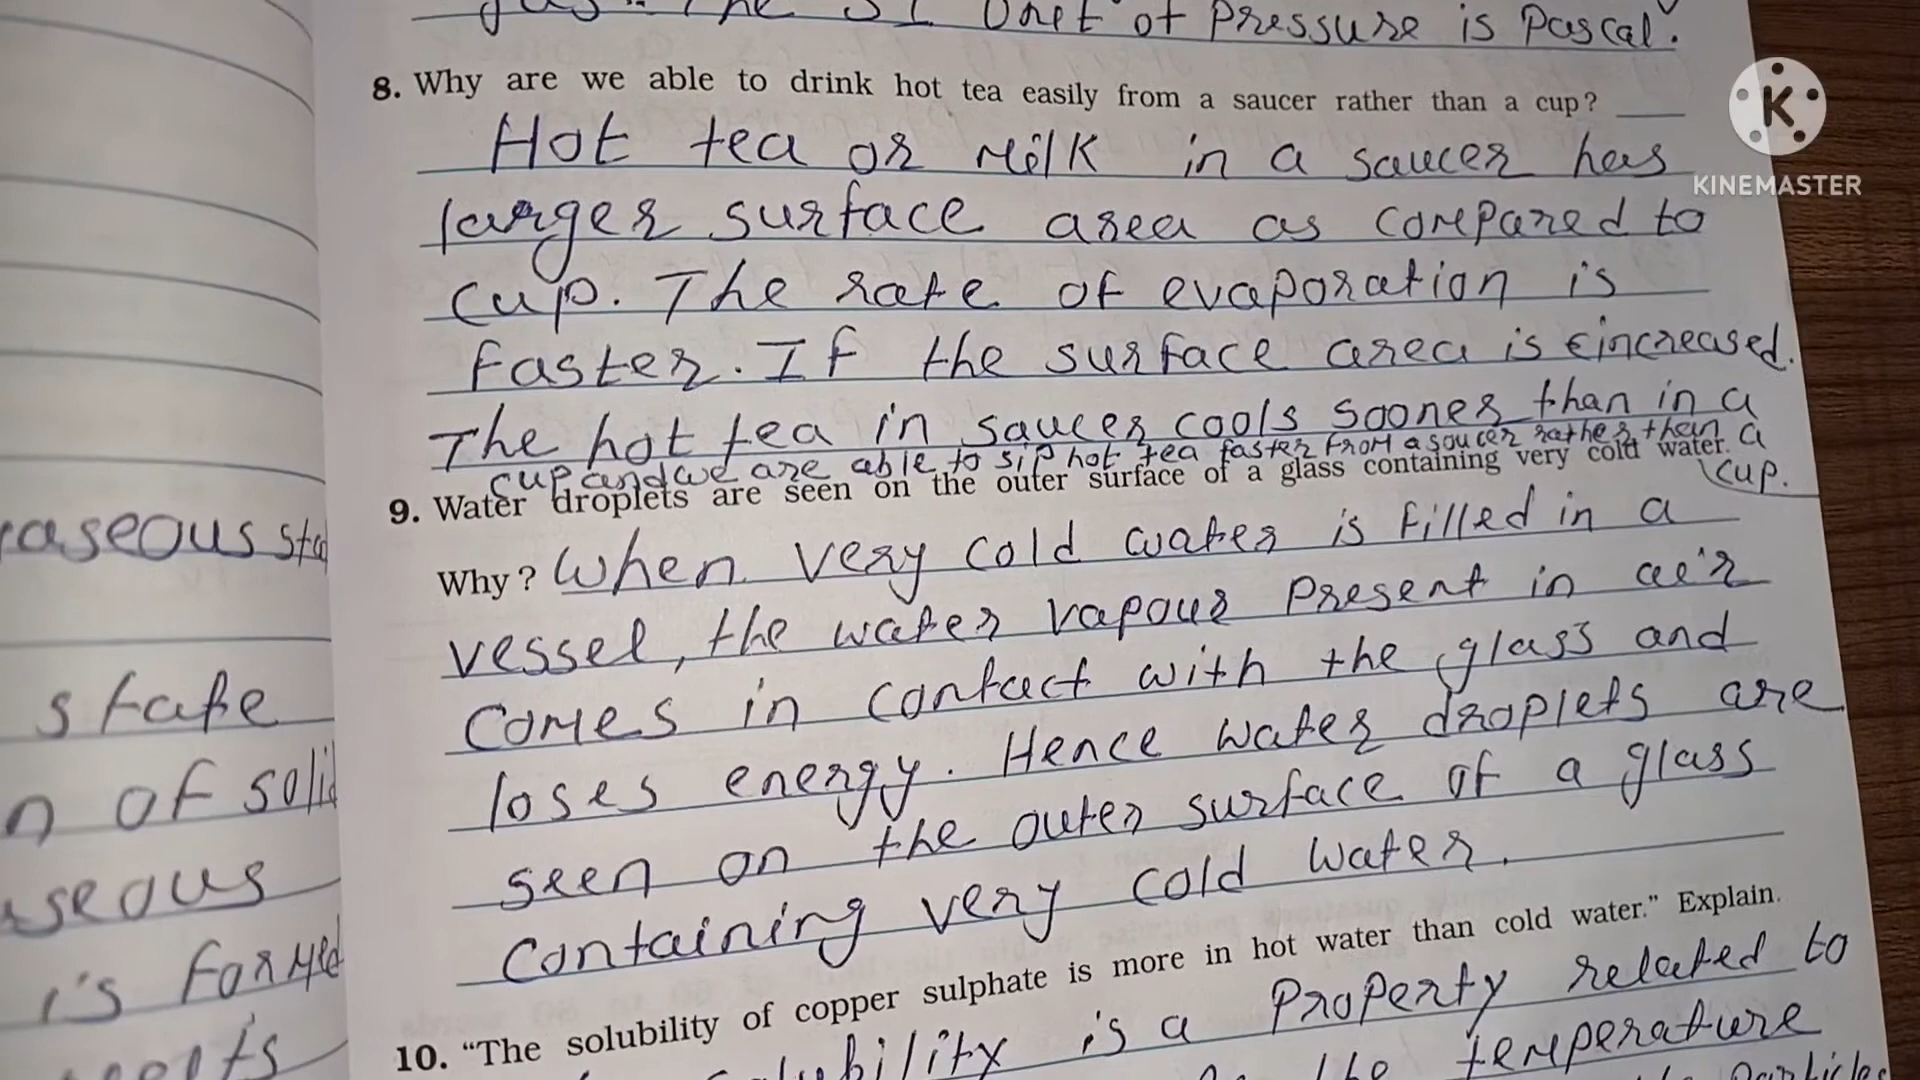 The SI Unit of Pressure is Pascal.
8. Why are we able to drink hot tea easily from a saucer rather than a cup?
Hot tea or Milk in a saucer has
larger surface area as compared to
cup. The rate of evaporation is
faster. If the surface area is increased.
The hot tea in saucer cools sooner than in a
cup and we are able to sip hot tea faster from a soucer rather than a
cup.
9. Water droplets are seen on the outer surface of a glass containing very cold water.
Why? When very cold water is filled in a
vessel, the water vapour present in air
comes in contact with the glass and
loses energy. Hence water droplets are
seen on the outer surface of a glass
containing very cold water.
10. "The solubility of copper sulphate is more in hot water than cold water." Explain.
is a Property related to
the temperature
particles
aseous
state
n of solid
seous
is formed
KINEMASTER